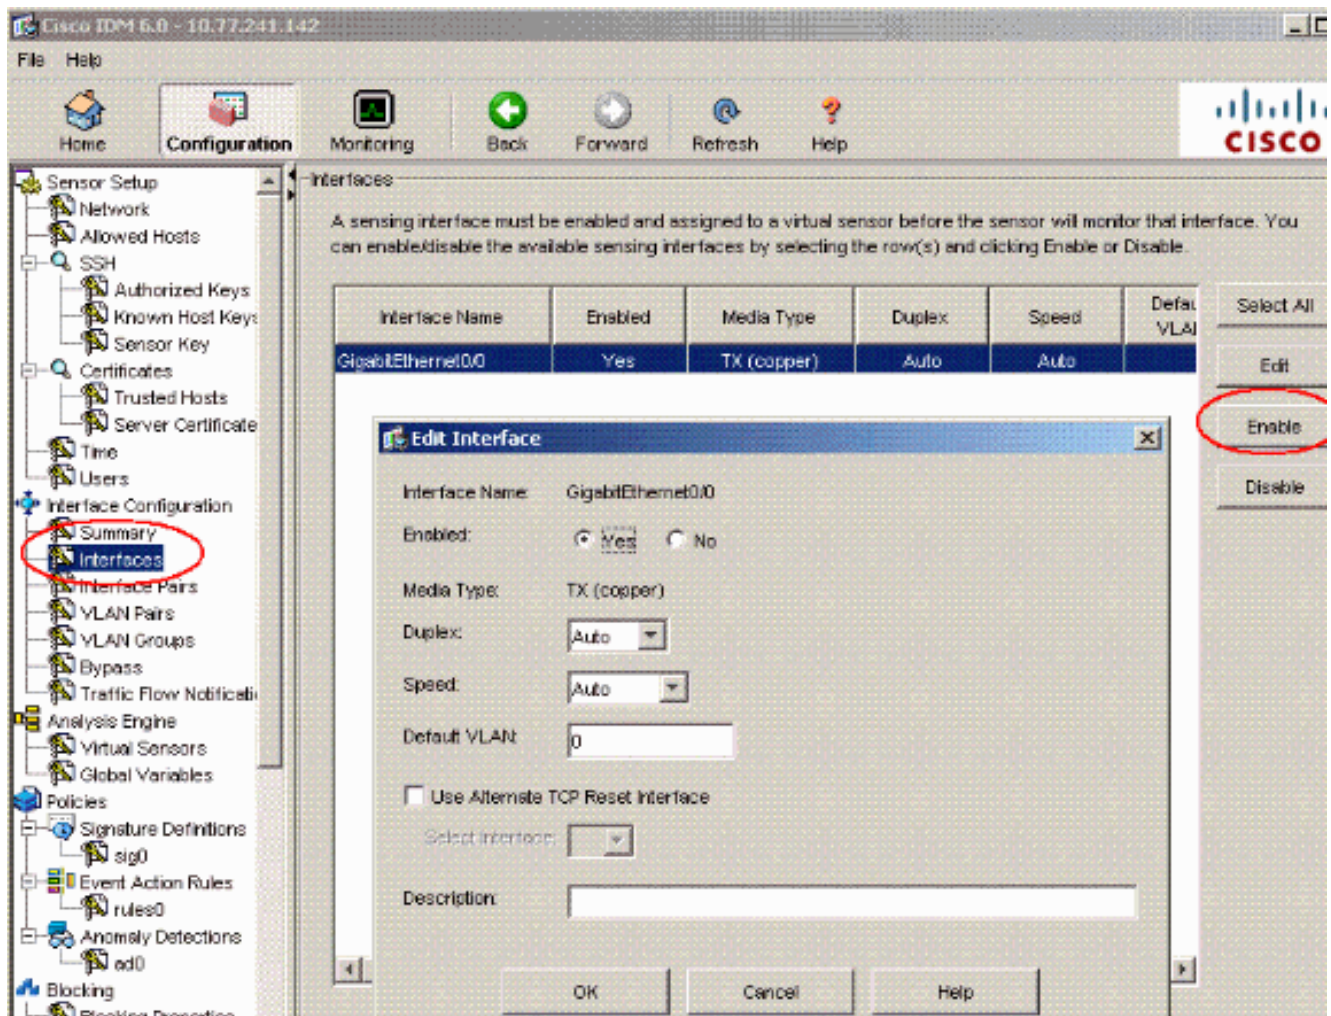 Cisco IDM 6.0 - 10.77.241.142
File Help
Home Configuration Monitoring Back Forward Refresh Help
CISCO
Sensor Setup
Network
Allowed Hosts
SSH
Authorized Keys
Known Host Keys
Sensor Key
Certificates
Trusted Hosts
Server Certificate
Time
Users
Interface Configuration
Summary
Interfaces
Interface Pairs
VLAN Pairs
VLAN Groups
Bypass
Traffic Flow Notificati
Analysis Engine
Virtual Sensors
Global Variables
Policies
Signature Definitions
sig0
Event Action Rules
rules0
Anomaly Detections
ad0
Blocking
Blocking Properties
Interfaces
A sensing interface must be enabled and assigned to a virtual sensor before the sensor will monitor that interface. You
can enable/disable the available sensing interfaces by selecting the row(s) and clicking Enable or Disable.
Interface Name Enabled Media Type Duplex Speed Defau
VLA
GigabitEthernet0/0 Yes TX (copper) Auto Auto
Select All
Edit
Enable
Disable
Edit Interface
Interface Name: GigabitEthernet0/0
Enabled: Yes No
Media Type: TX (copper)
Duplex: Auto
Speed: Auto
Default VLAN: 0
Use Alternate TCP Reset Interface
Select Interface:
Description:
OK Cancel Help